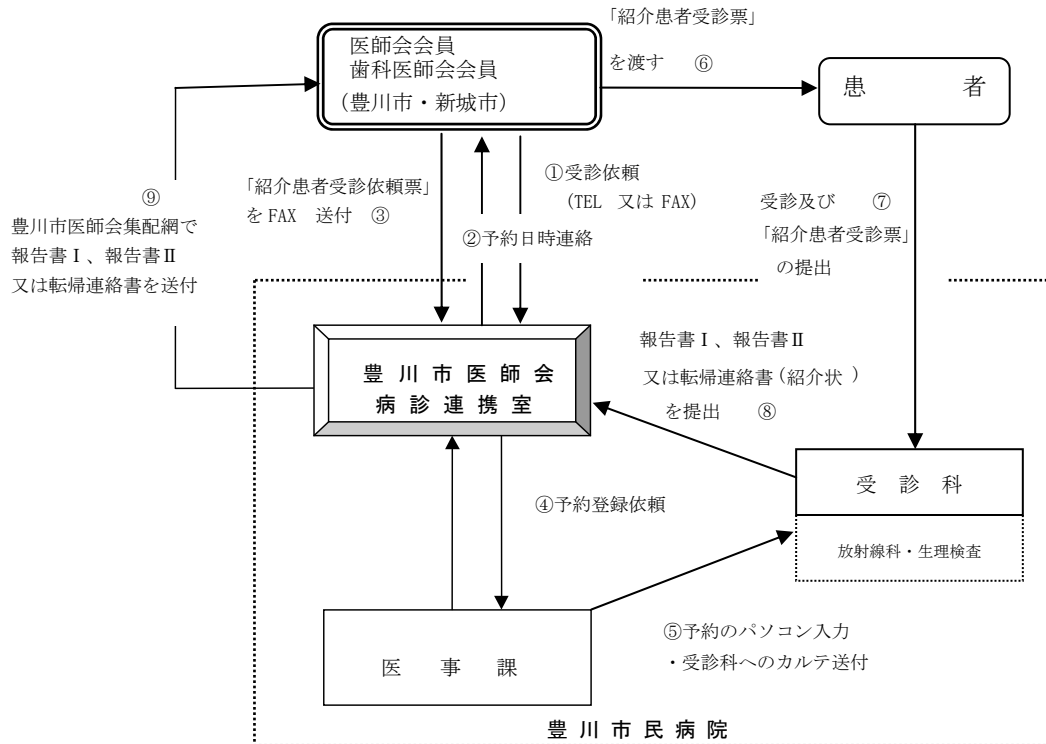 「紹介患者受診票」
を渡す ⑥
医師会会員
歯科医師会会員
(豊川市・新城市)
患 者
⑨
豊川市医師会集配網で
報告書Ⅰ、報告書Ⅱ
又は転帰連絡書を送付
「紹介患者受診依頼票」
をFAX 送付 ③
①受診依頼
(TEL 又は FAX)
②予約日時連絡
受診及び ⑦
「紹介患者受診票」
の提出
豊川市医師会
病診連携室
報告書Ⅰ、報告書Ⅱ
又は転帰連絡書(紹介状 )
を提出 ⑧
受 診 科
放射線科・生理検査
④予約登録依頼
医 事 課
⑤予約のパソコン入力
・受診科へのカルテ送付
豊川市民病院